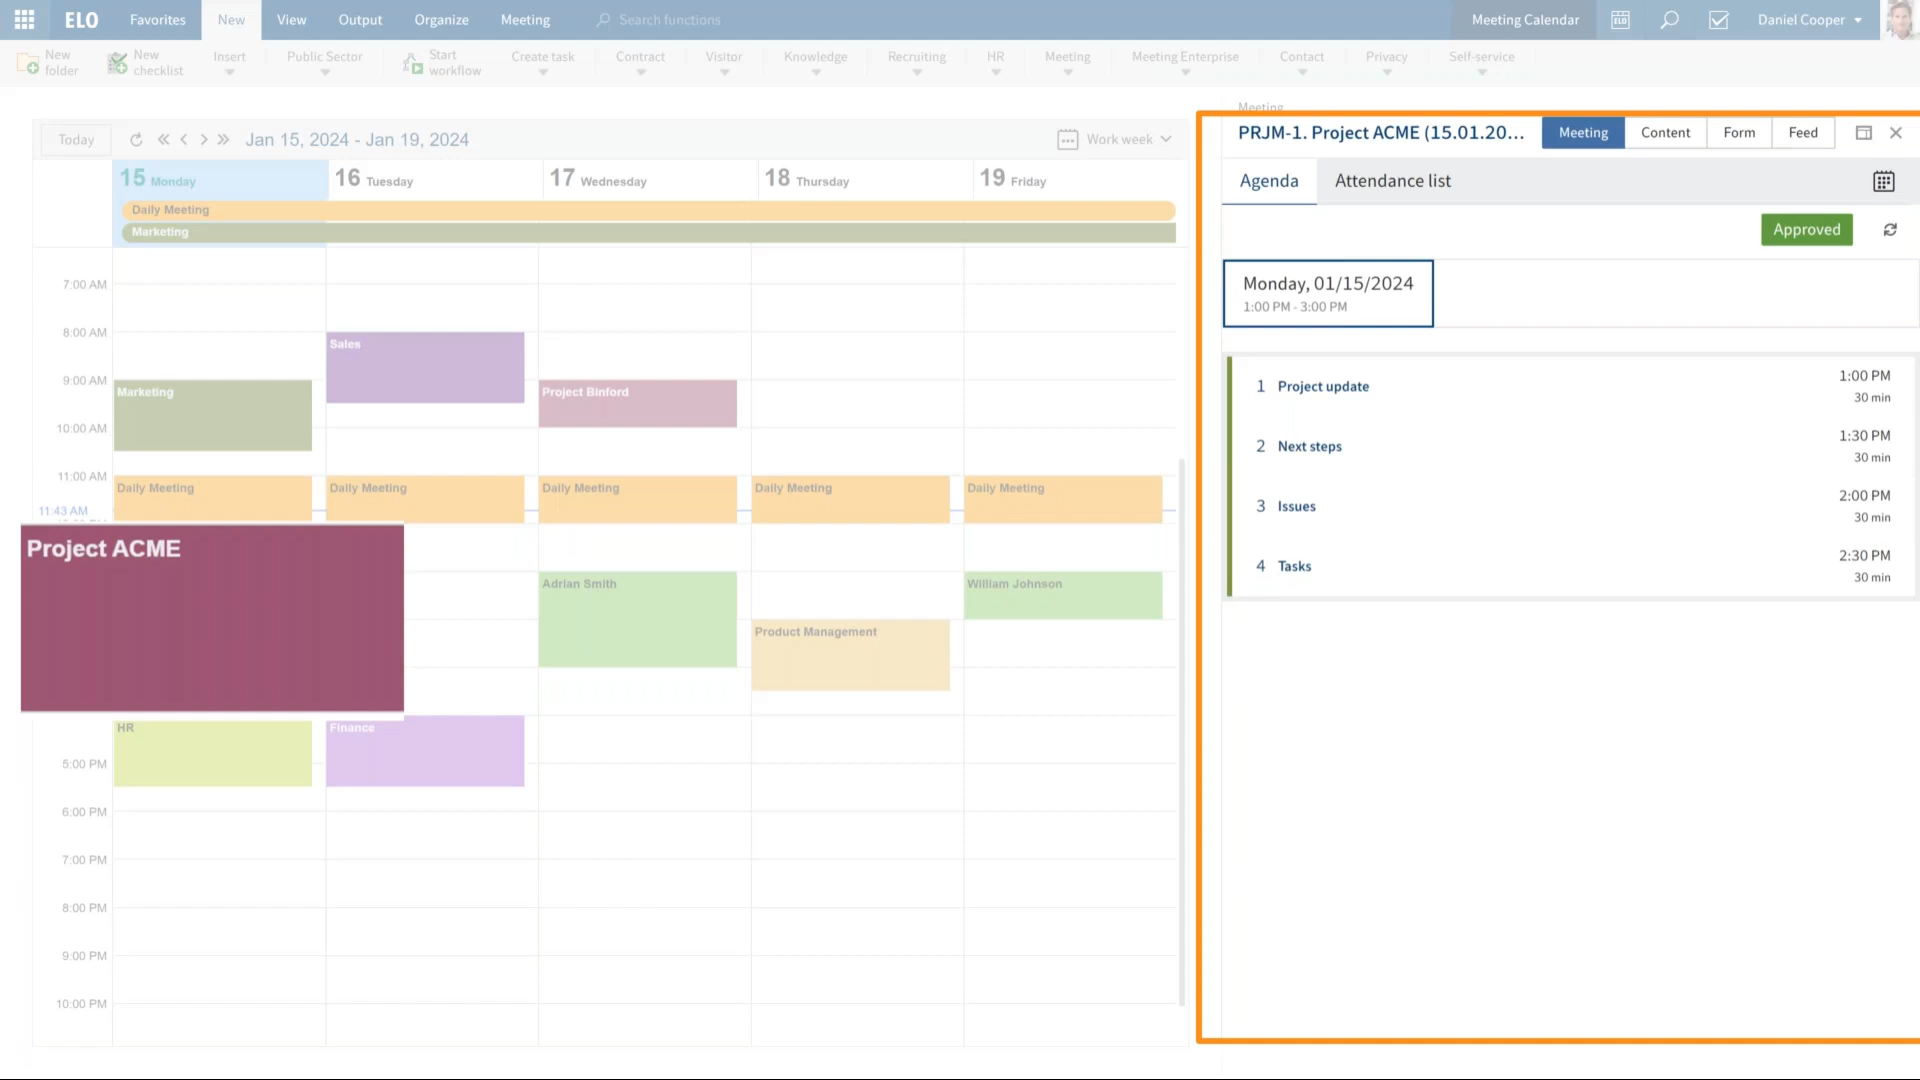 ELO Favorites New View Output Organize Meeting Search functions Meeting Calendar ELO Daniel Cooper
New folder New checklist Insert Public Sector Start workflow Create task Contract Visitor Knowledge Recruiting HR Meeting Meeting Enterprise Contact Privacy Self-service
Today Jan 15, 2024 - Jan 19, 2024 Work week
15 Monday 16 Tuesday 17 Wednesday 18 Thursday 19 Friday
Daily Meeting
Marketing
7:00 AM
8:00 AM
Sales
9:00 AM
Marketing Project Binford
10:00 AM
11:00 AM
Daily Meeting Daily Meeting Daily Meeting Daily Meeting Daily Meeting
11:43 AM
Project ACME
Adrian Smith William Johnson
Product Management
HR Finance
5:00 PM
6:00 PM
7:00 PM
8:00 PM
9:00 PM
10:00 PM
Meeting
PRJM-1. Project ACME (15.01.20... Meeting Content Form Feed
Agenda Attendance list
Approved
Monday, 01/15/2024
1:00 PM - 3:00 PM
1 Project update 1:00 PM
30 min
2 Next steps 1:30 PM
30 min
3 Issues 2:00 PM
30 min
4 Tasks 2:30 PM
30 min